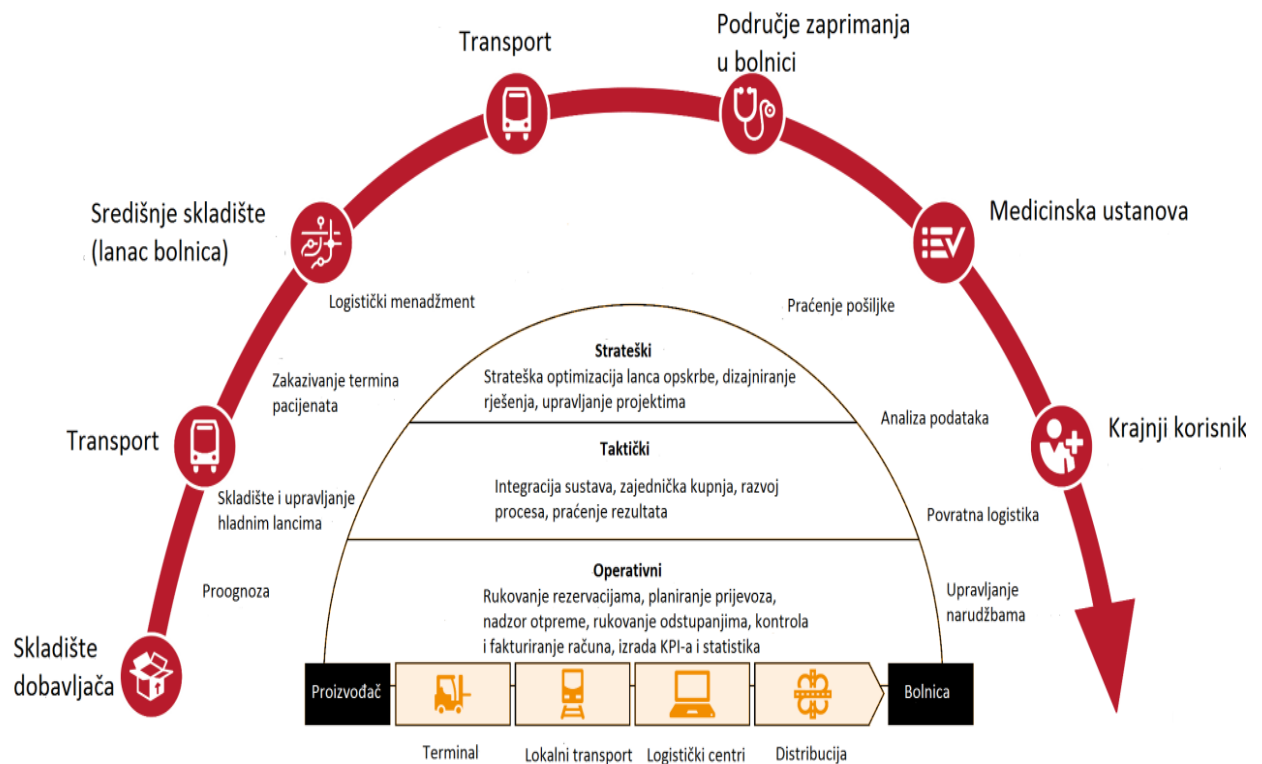 Transport
Područje zaprimanja
u bolnici
Središnje skladište
(lanac bolnica)
Medicinska ustanova
Logistički menadžment
Praćenje pošiljke
Strateški
Strateška optimizacija lanca opskrbe, dizajniranje
rješenja, upravljanje projektima
Zakazivanje termina
pacijenata
Analiza podataka
Transport
Krajnji korisnik
Taktički
Integracija sustava, zajednička kupnja, razvoj
procesa, praćenje rezultata
Skladište i upravljanje
hladnim lancima
Povratna logistika
Proognoza
Operativni
Rukovanje rezervacijama, planiranje prijevoza,
nadzor otpreme, rukovanje odstupanjima, kontrola
i fakturiranje računa, izrada KPI-a i statistika
Upravljanje
narudžbama
Skladište
dobavljača
Proizvođač
Bolnica
Terminal
Lokalni transport
Logistički centri
Distribucija